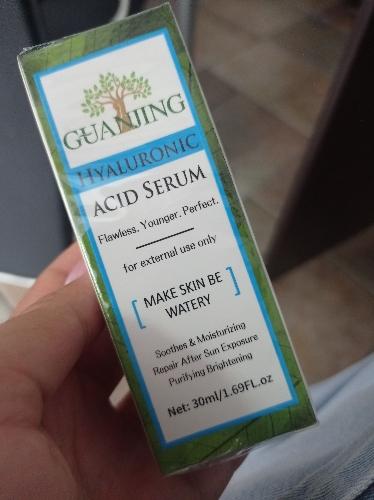 GUANJING
HYALURONIC
ACID SERUM
Flawless. Younger. Perfect.
for external use only
[ MAKE SKIN BE
WATERY ]
Soothes & Moisturizing
Repair After Sun Exposure
Purifying Brightening
Net: 30ml/1.69FL.oz